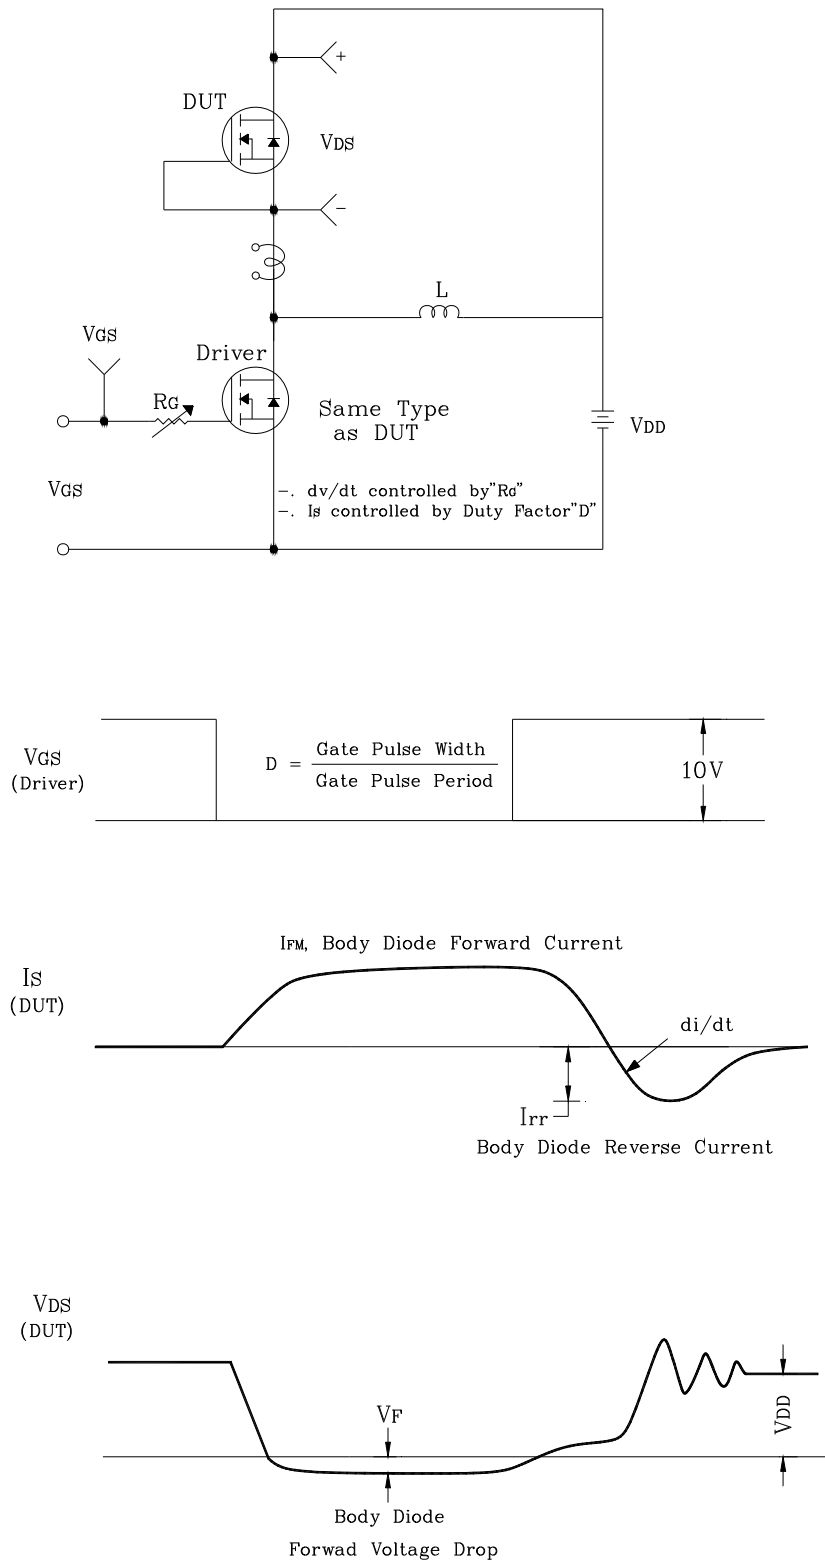 +
DUT
VDS
−
L
VGS
Driver
RG
Same Type
as DUT
VDD
VGS
−. dv/dt controlled by"RG"
−. IS controlled by Duty Factor"D"
VGS
(Driver)
D = Gate Pulse Width
Gate Pulse Period
10V
IFM, Body Diode Forward Current
IS
(DUT)
di/dt
Irr
Body Diode Reverse Current
VDS
(DUT)
VF
VDD
Body Diode
Forwad Voltage Drop